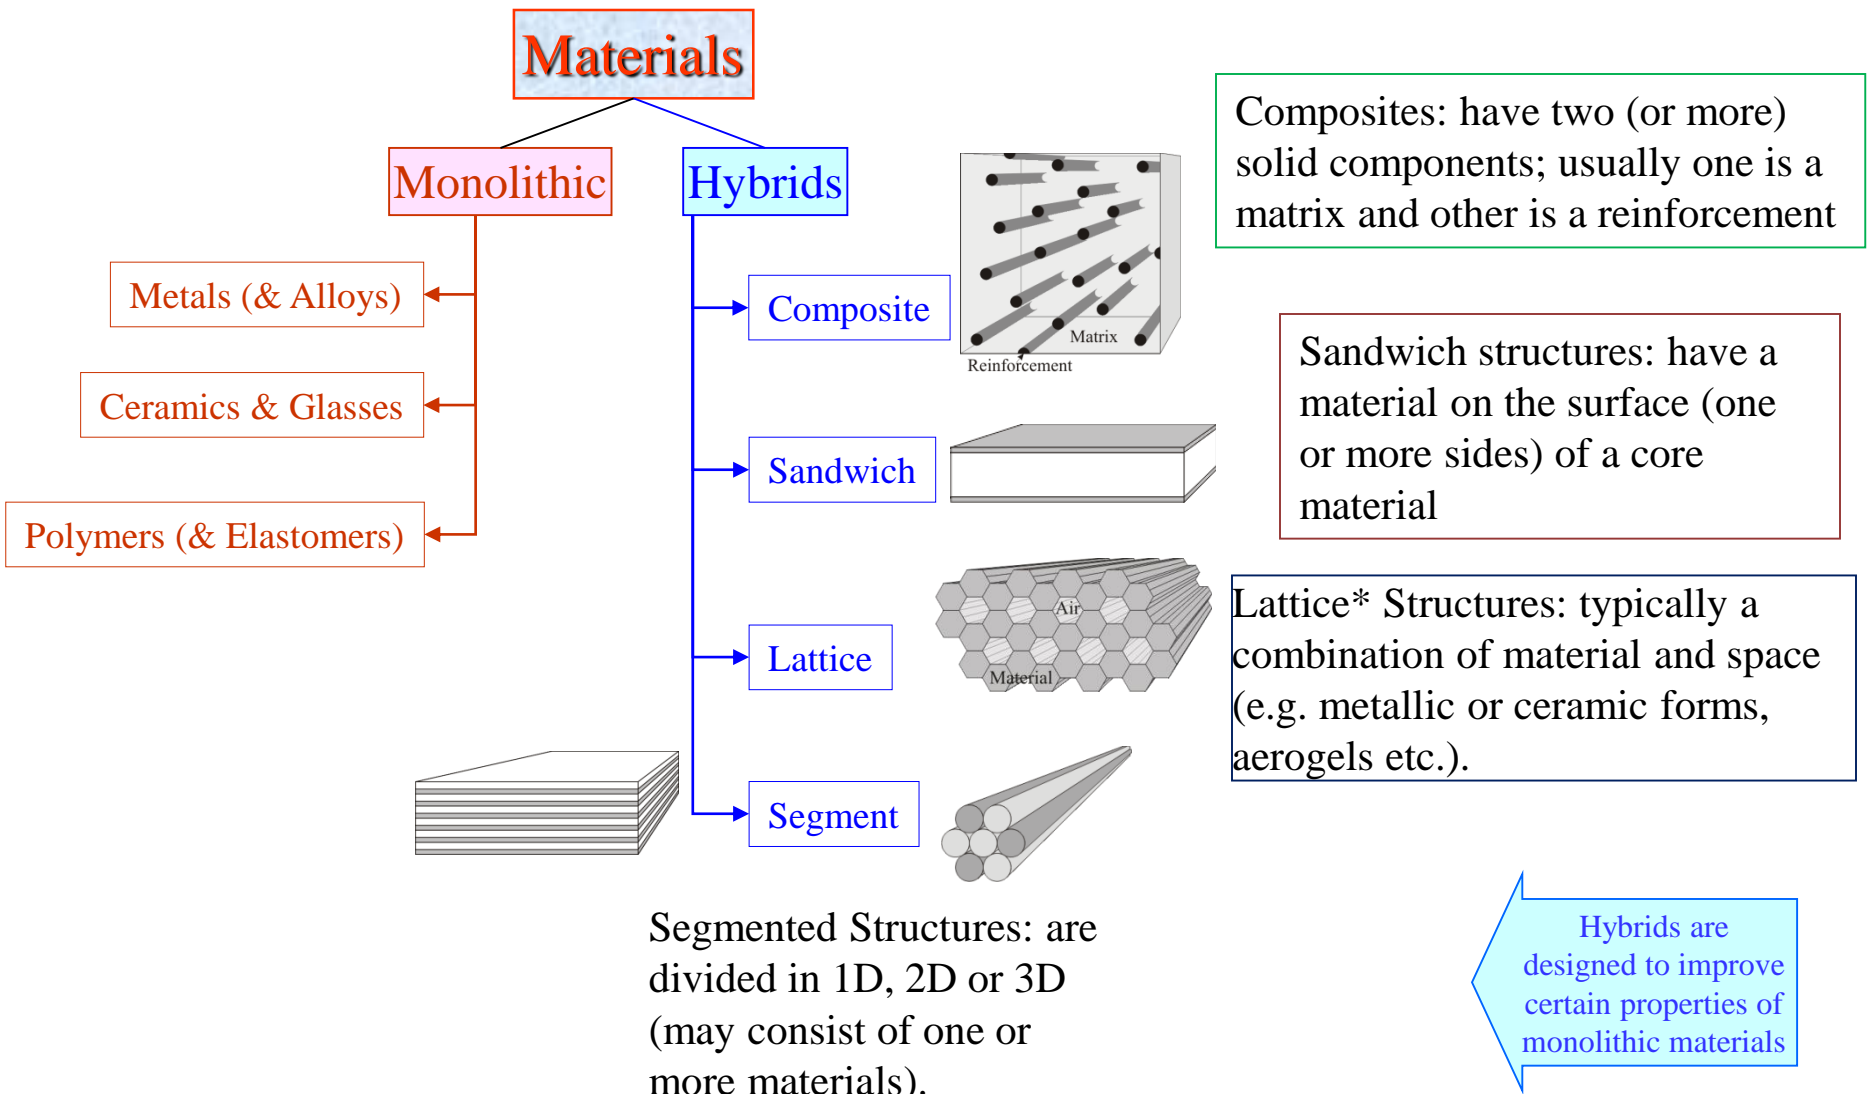 Materials
Monolithic
Hybrids
Metals (& Alloys)
Ceramics & Glasses
Polymers (& Elastomers)
Composite
Matrix
Reinforcement
Composites: have two (or more)
solid components; usually one is a
matrix and other is a reinforcement
Sandwich
Sandwich structures: have a
material on the surface (one
or more sides) of a core
material
Lattice
Air
Material
Lattice* Structures: typically a
combination of material and space
(e.g. metallic or ceramic forms,
aerogels etc.).
Segment
Segmented Structures: are
divided in 1D, 2D or 3D
(may consist of one or
more materials).
Hybrids are
designed to improve
certain properties of
monolithic materials